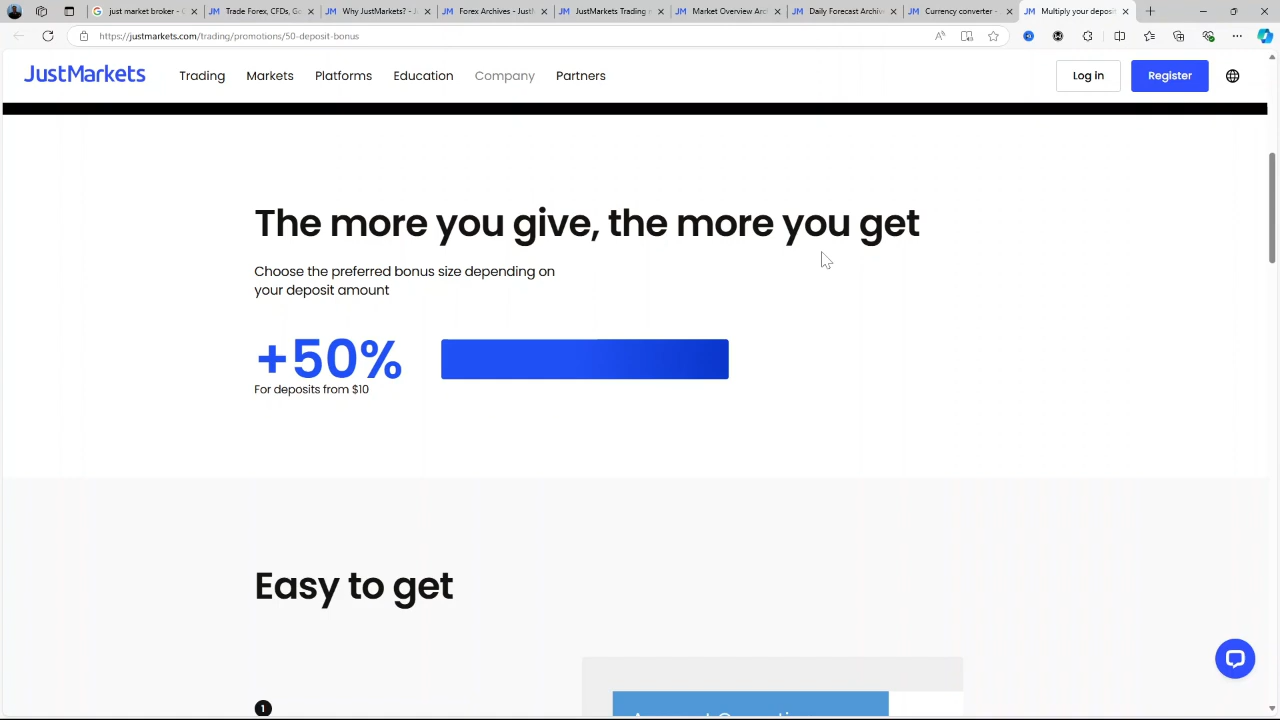 just market broker - G
Trade Forex, CFDs, Go
Why JustMarkets? - J
Forex Archives - Just!
JustMarkets Trading
Market Overview Arc
Daily Forecast Archiv
Currency converter -
Multiply your deposit
https://justmarkets.com/trading/promotions/50-deposit-bonus
JustMarkets
Trading
Markets
Platforms
Education
Company
Partners
Log in
Register
The more you give, the more you get
Choose the preferred bonus size depending on
your deposit amount
+50%
For deposits from $10
Easy to get
1